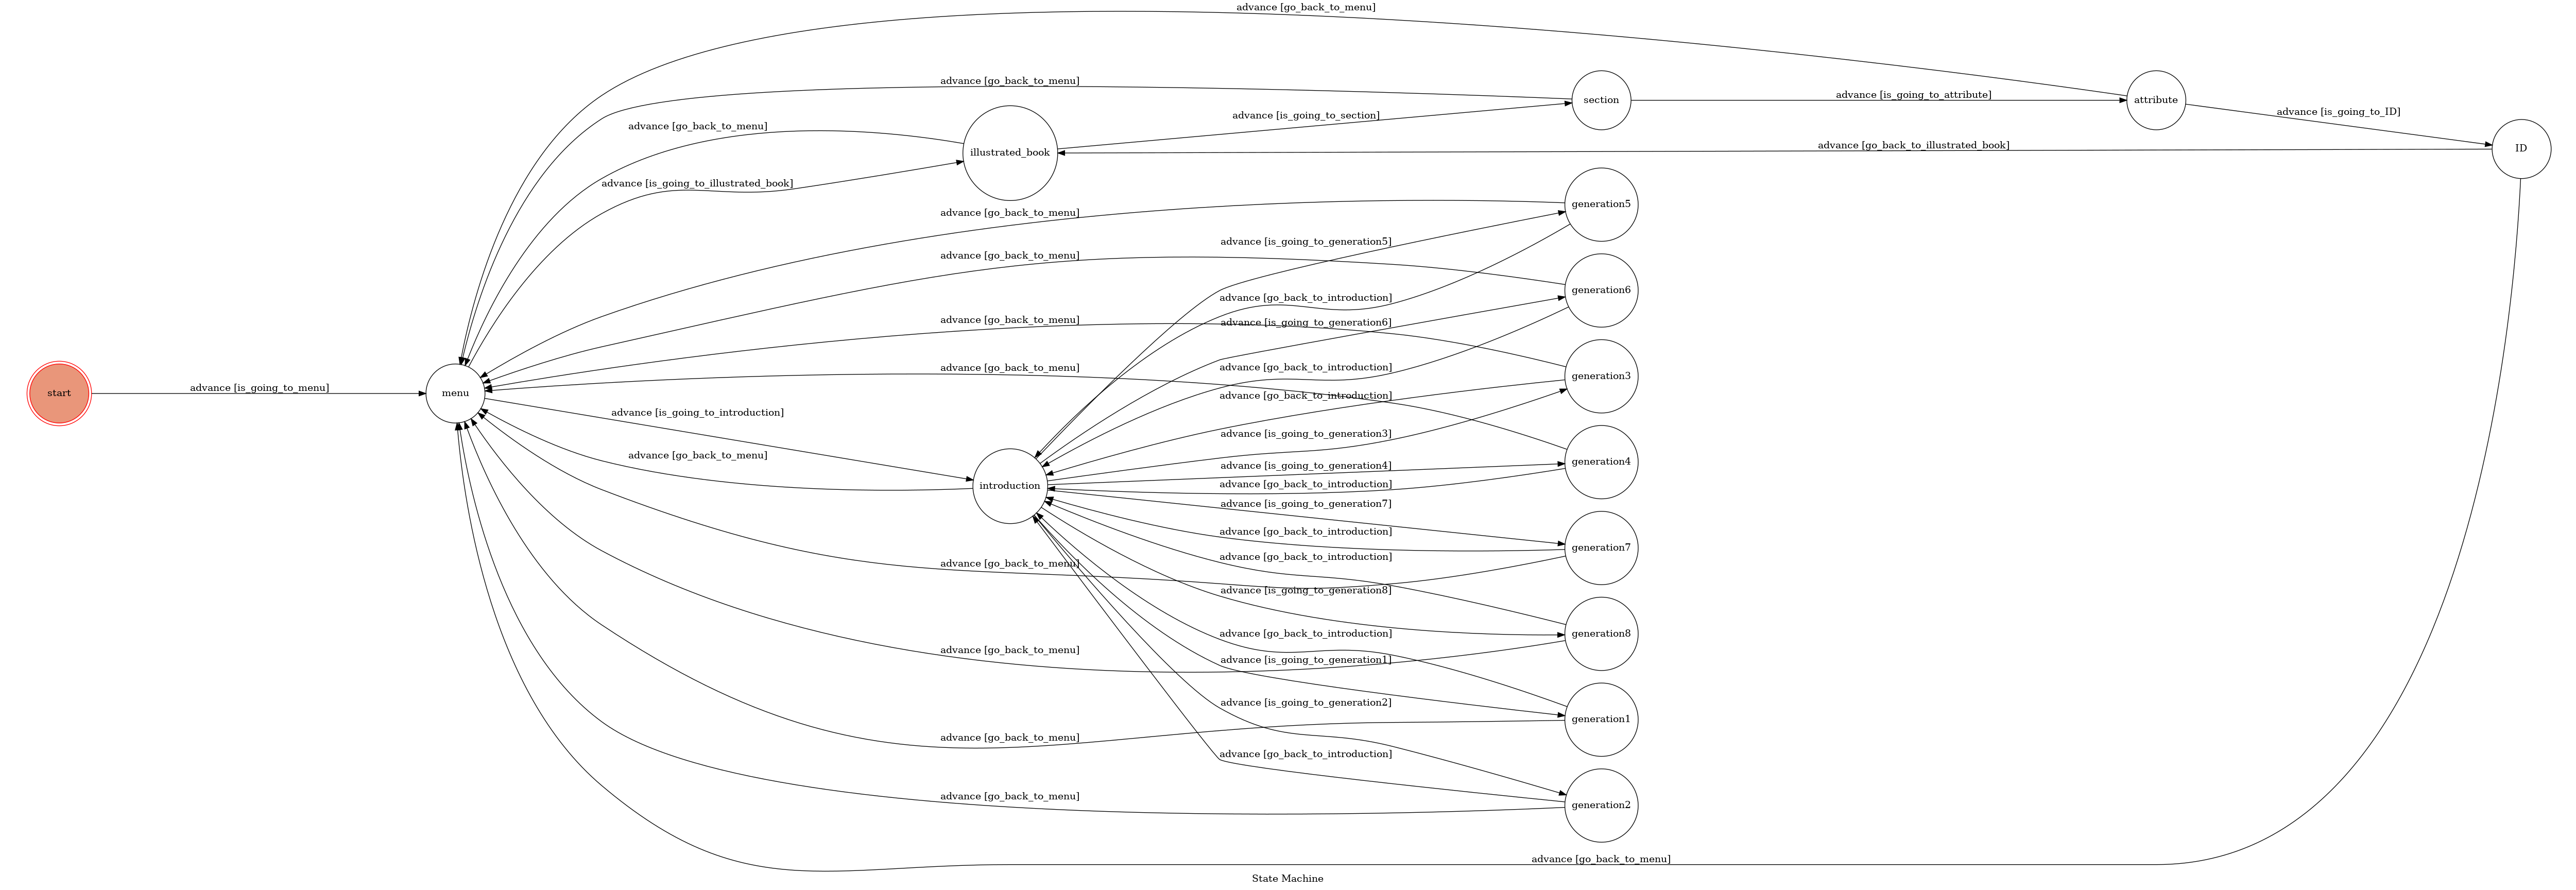 advance [go_back_to_menu]
advance [go_back_to_menu]
section
advance [is_going_to_attribute]
attribute
advance [is_going_to_ID]
advance [is_going_to_section]
advance [go_back_to_menu]
illustrated_book
advance [go_back_to_illustrated_book]
ID
advance [is_going_to_illustrated_book]
generation5
advance [go_back_to_menu]
advance [is_going_to_generation5]
advance [go_back_to_menu]
generation6
advance [go_back_to_introduction]
advance [go_back_to_menu]
advance [is_going_to_generation6]
advance [go_back_to_menu]
advance [go_back_to_introduction]
generation3
start
advance [is_going_to_menu]
menu
advance [go_back_to_introduction]
advance [is_going_to_introduction]
advance [is_going_to_generation3]
advance [go_back_to_menu]
generation4
advance [is_going_to_generation4]
introduction
advance [go_back_to_introduction]
advance [is_going_to_generation7]
advance [go_back_to_introduction]
generation7
advance [go_back_to_introduction]
advance [go_back_to_menu]
advance [is_going_to_generation8]
advance [go_back_to_introduction]
generation8
advance [go_back_to_menu]
advance [is_going_to_generation1]
advance [is_going_to_generation2]
generation1
advance [go_back_to_menu]
advance [go_back_to_introduction]
advance [go_back_to_menu]
generation2
advance [go_back_to_menu]
State Machine